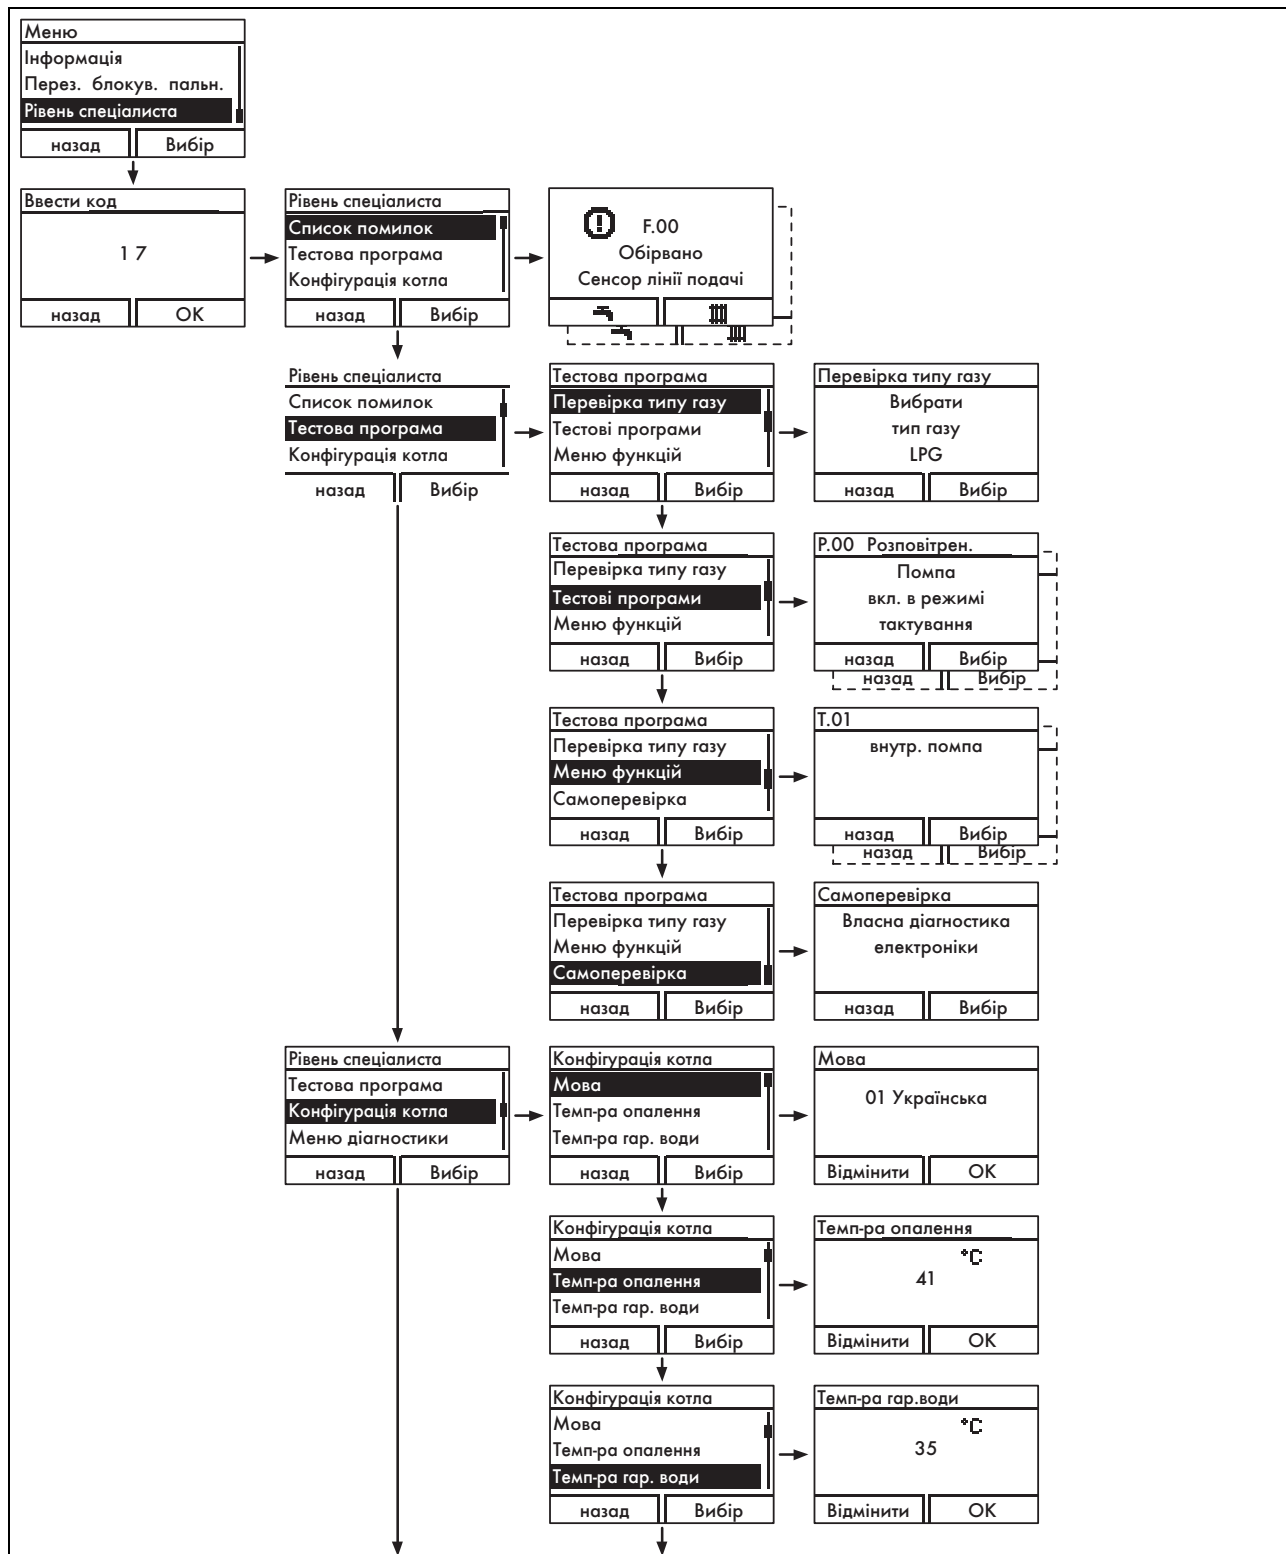 Меню
Інформація
Перез. блокув. пальн.
Рівень спеціалиста
назад Вибір
Ввести код
1 7
назад OK
Рівень спеціалиста
Список помилок
Тестова програма
Конфігурація котла
назад Вибір
F.00
Обірвано
Сенсор лінії подачі
Рівень спеціалиста
Список помилок
Тестова програма
Конфігурація котла
назад Вибір
Тестова програма
Перевірка типу газу
Тестові програми
Меню функцій
назад Вибір
Перевірка типу газу
Вибрати
тип газу
LPG
назад Вибір
Тестова програма
Перевірка типу газу
Тестові програми
Меню функцій
назад Вибір
P.00 Розповітрен.
Помпа
вкл. в режимі
тактування
назад Вибір
назад Вибір
Тестова програма
Перевірка типу газу
Меню функцій
Самоперевірка
назад Вибір
T.01
внутр. помпа
назад Вибір
назад Вибір
Тестова програма
Перевірка типу газу
Меню функцій
Самоперевірка
назад Вибір
Самоперевірка
Власна діагностика
електроніки
назад Вибір
Рівень спеціалиста
Тестова програма
Конфігурація котла
Меню діагностики
назад Вибір
Конфігурація котла
Мова
Темп-ра опалення
Темп-ра гар. води
назад Вибір
Мова
01 Українська
Відмінити OK
Конфігурація котла
Мова
Темп-ра опалення
Темп-ра гар. води
назад Вибір
Темп-ра опалення
°C
41
Відмінити OK
Конфігурація котла
Мова
Темп-ра опалення
Темп-ра гар. води
назад Вибір
Темп-ра гар.води
°C
35
Відмінити OK